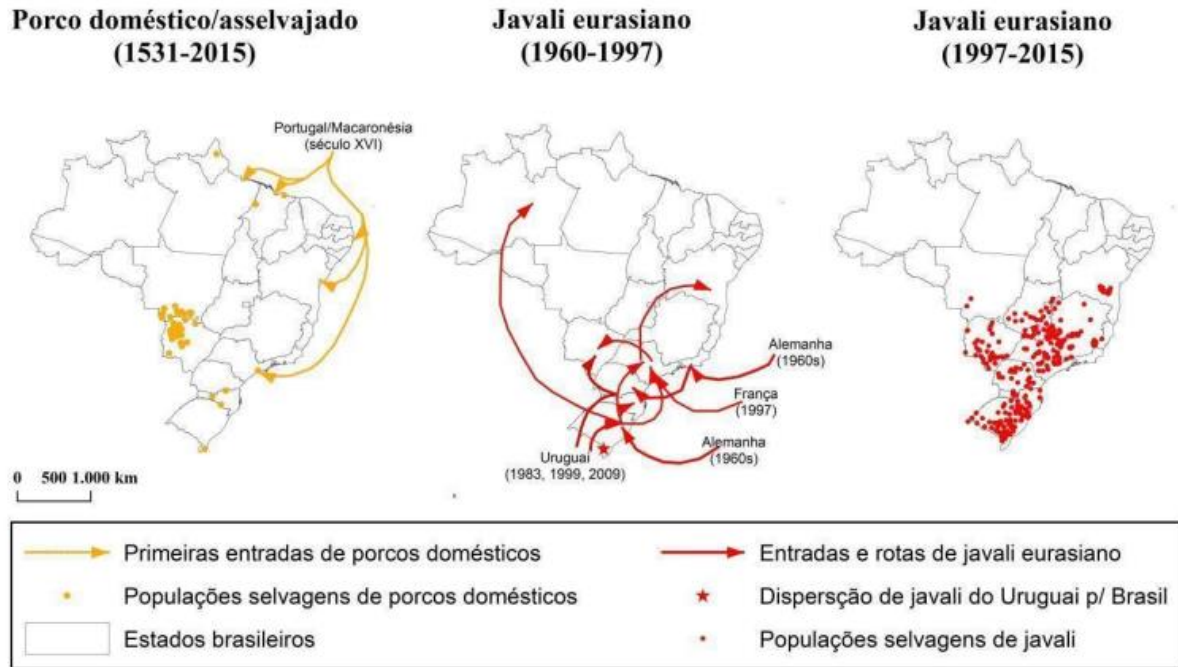 Porco doméstico/asselvajado
(1531-2015)
Javali eurasiano
(1960-1997)
Javali eurasiano
(1997-2015)
Portugal/Macaronésia
(século XVI)
Alemanha
(1960s)
França
(1997)
Alemanha
(1960s)
Uruguai
(1983, 1999, 2009)
0 500 1.000 km
Primeiras entradas de porcos domésticos
Populações selvagens de porcos domésticos
Estados brasileiros
Entradas e rotas de javali eurasiano
Dispersção de javali do Uruguai p/ Brasil
Populações selvagens de javali